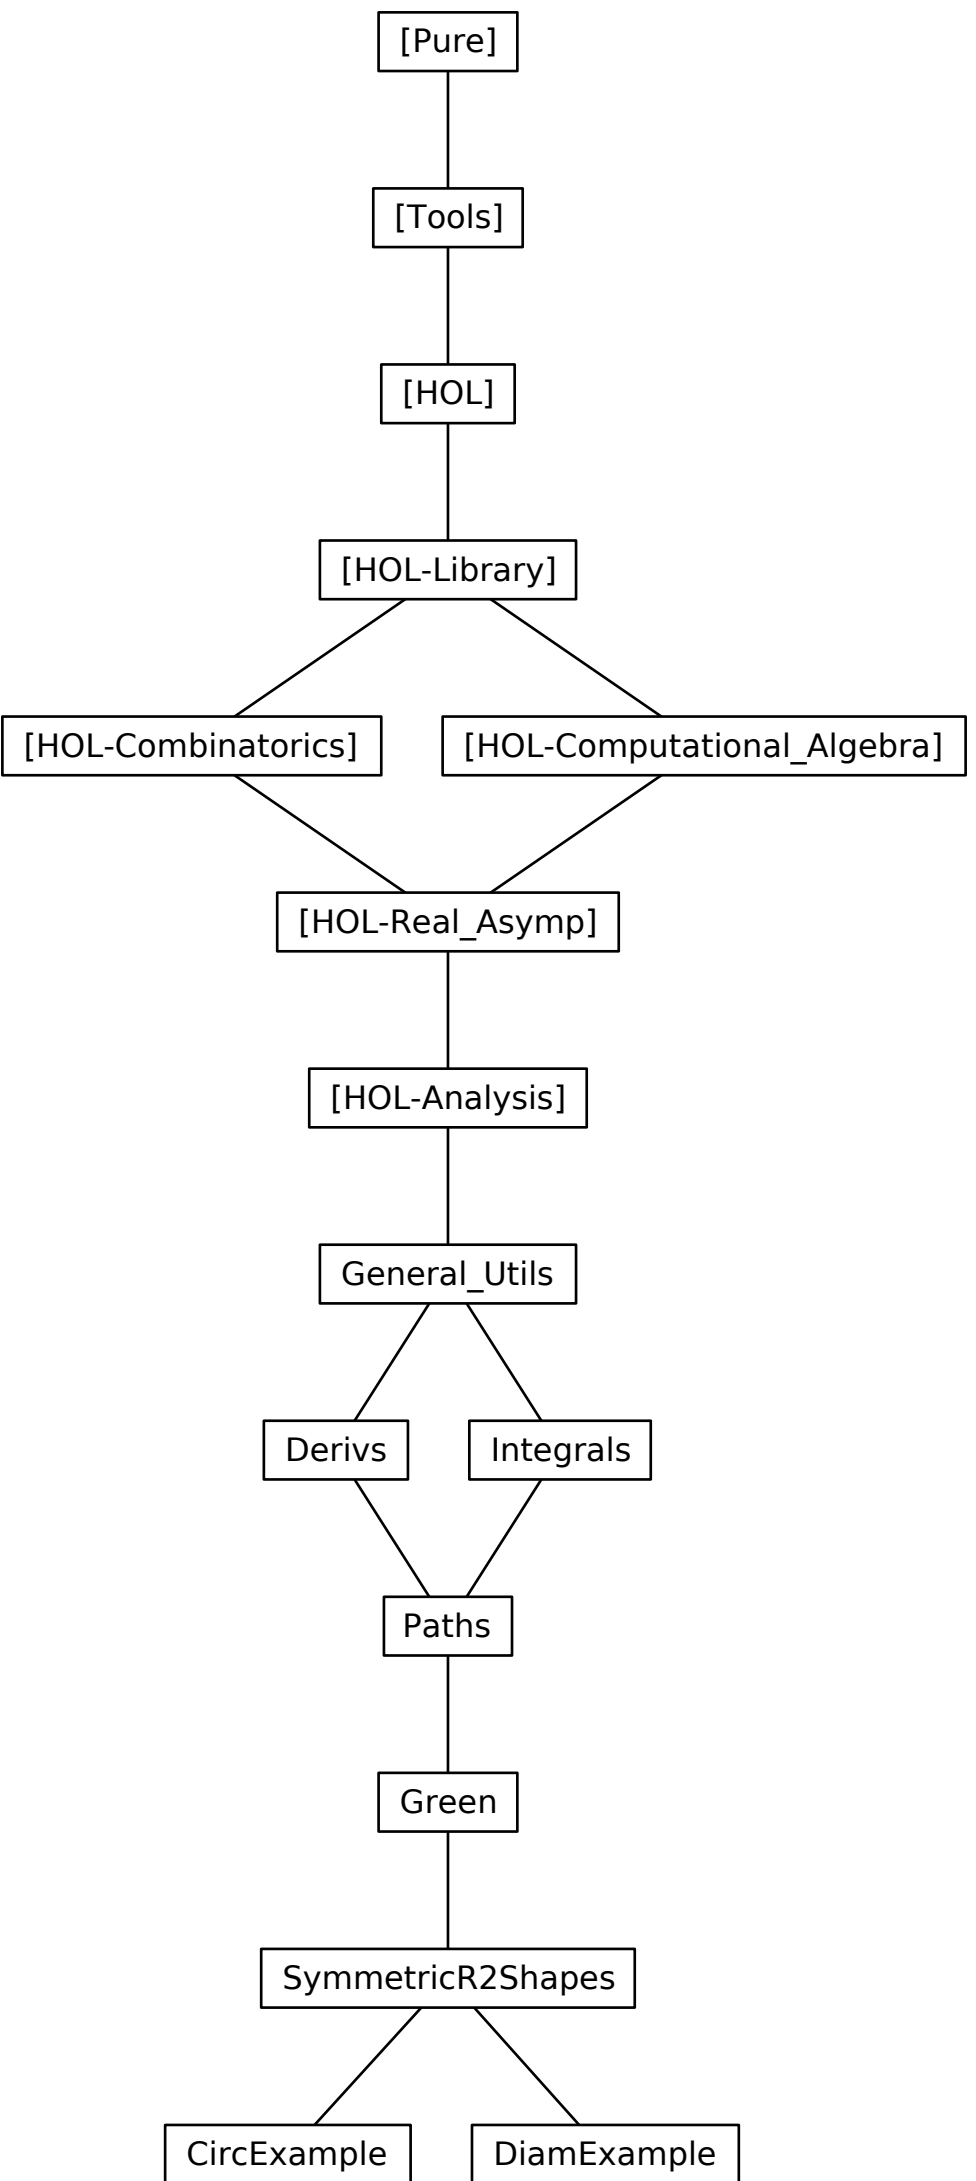 [Pure]
[Tools]
[HOL]
[HOL-Library]
[HOL-Combinatorics]
[HOL-Computational_Algebra]
[HOL-Real_Asymp]
[HOL-Analysis]
General_Utils
Derivs
Integrals
Paths
Green
SymmetricR2Shapes
CircExample
DiamExample